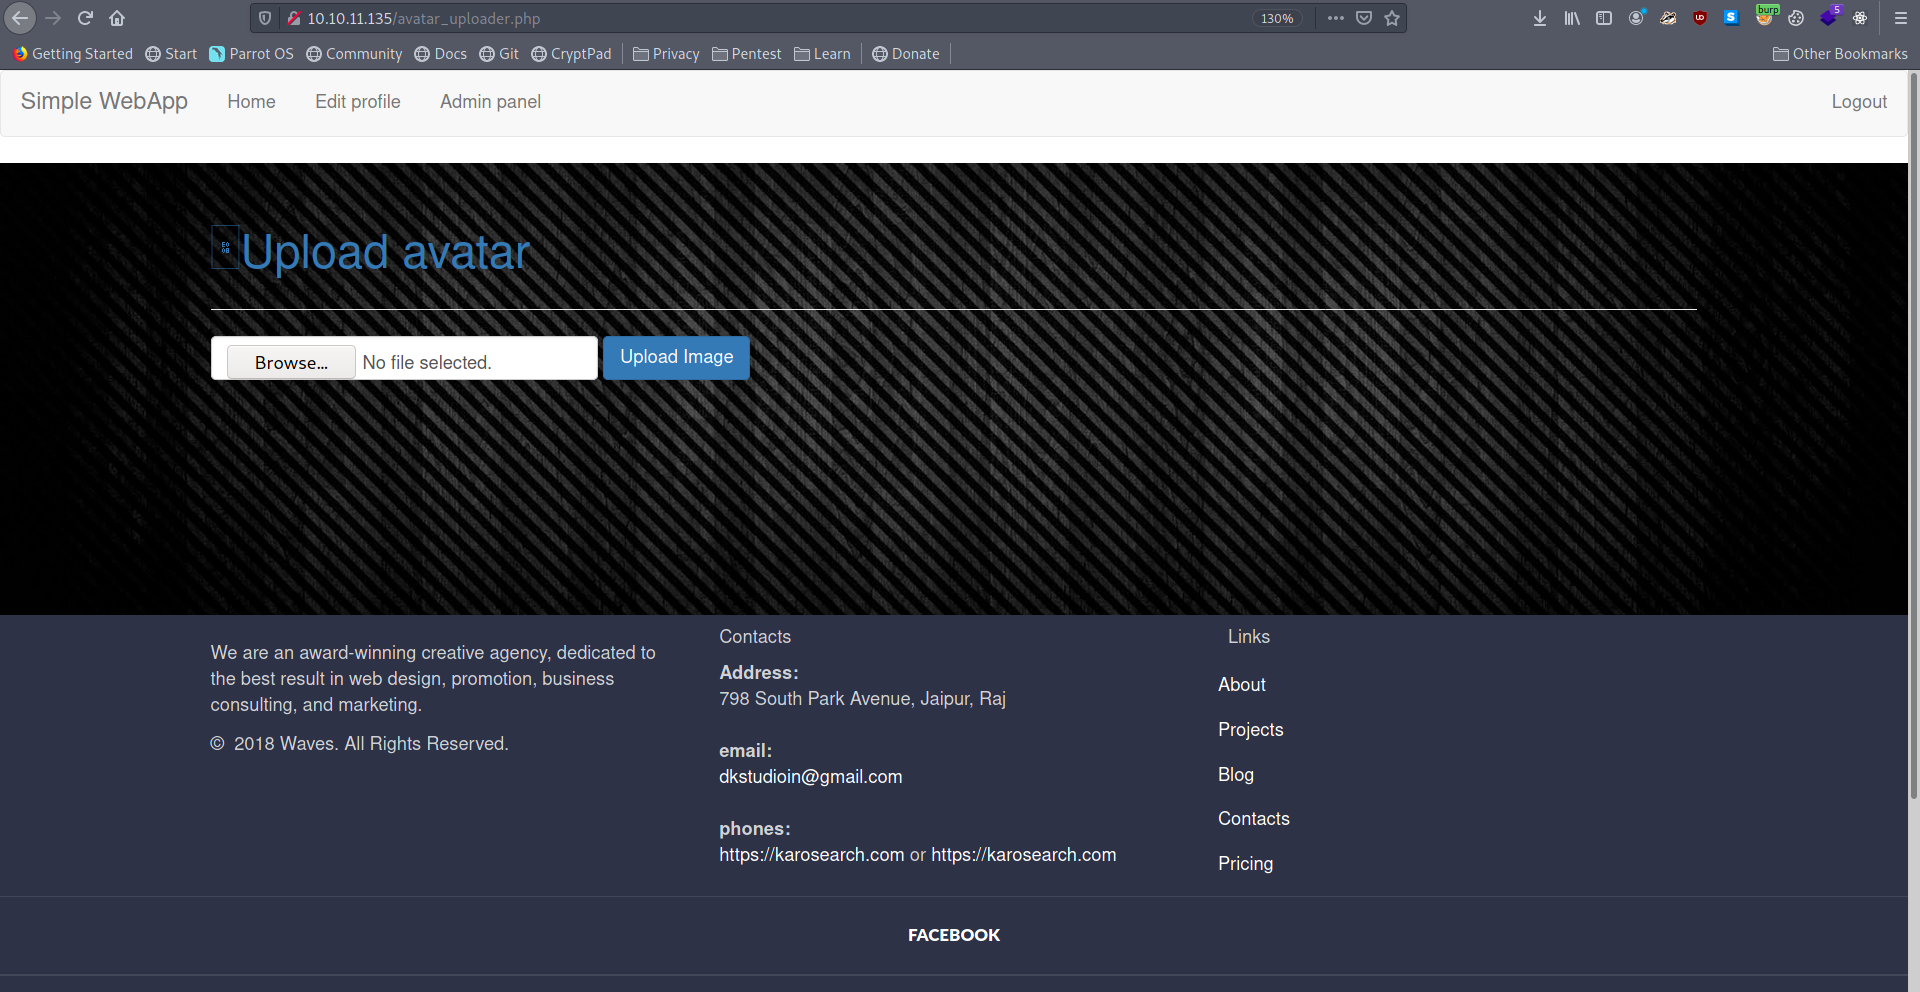 10.10.11.135/avatar_uploader.php
130%
burp
5
Getting Started
Start
Parrot OS
Community
Docs
Git
CryptPad
Privacy
Pentest
Learn
Donate
Other Bookmarks
Simple WebApp
Home
Edit profile
Admin panel
Logout
Upload avatar
Browse...
No file selected.
Upload Image
We are an award-winning creative agency, dedicated to
the best result in web design, promotion, business
consulting, and marketing.
© 2018 Waves. All Rights Reserved.
Contacts
Address:
798 South Park Avenue, Jaipur, Raj
email:
dkstudioin@gmail.com
phones:
https://karosearch.com or https://karosearch.com
Links
About
Projects
Blog
Contacts
Pricing
FACEBOOK